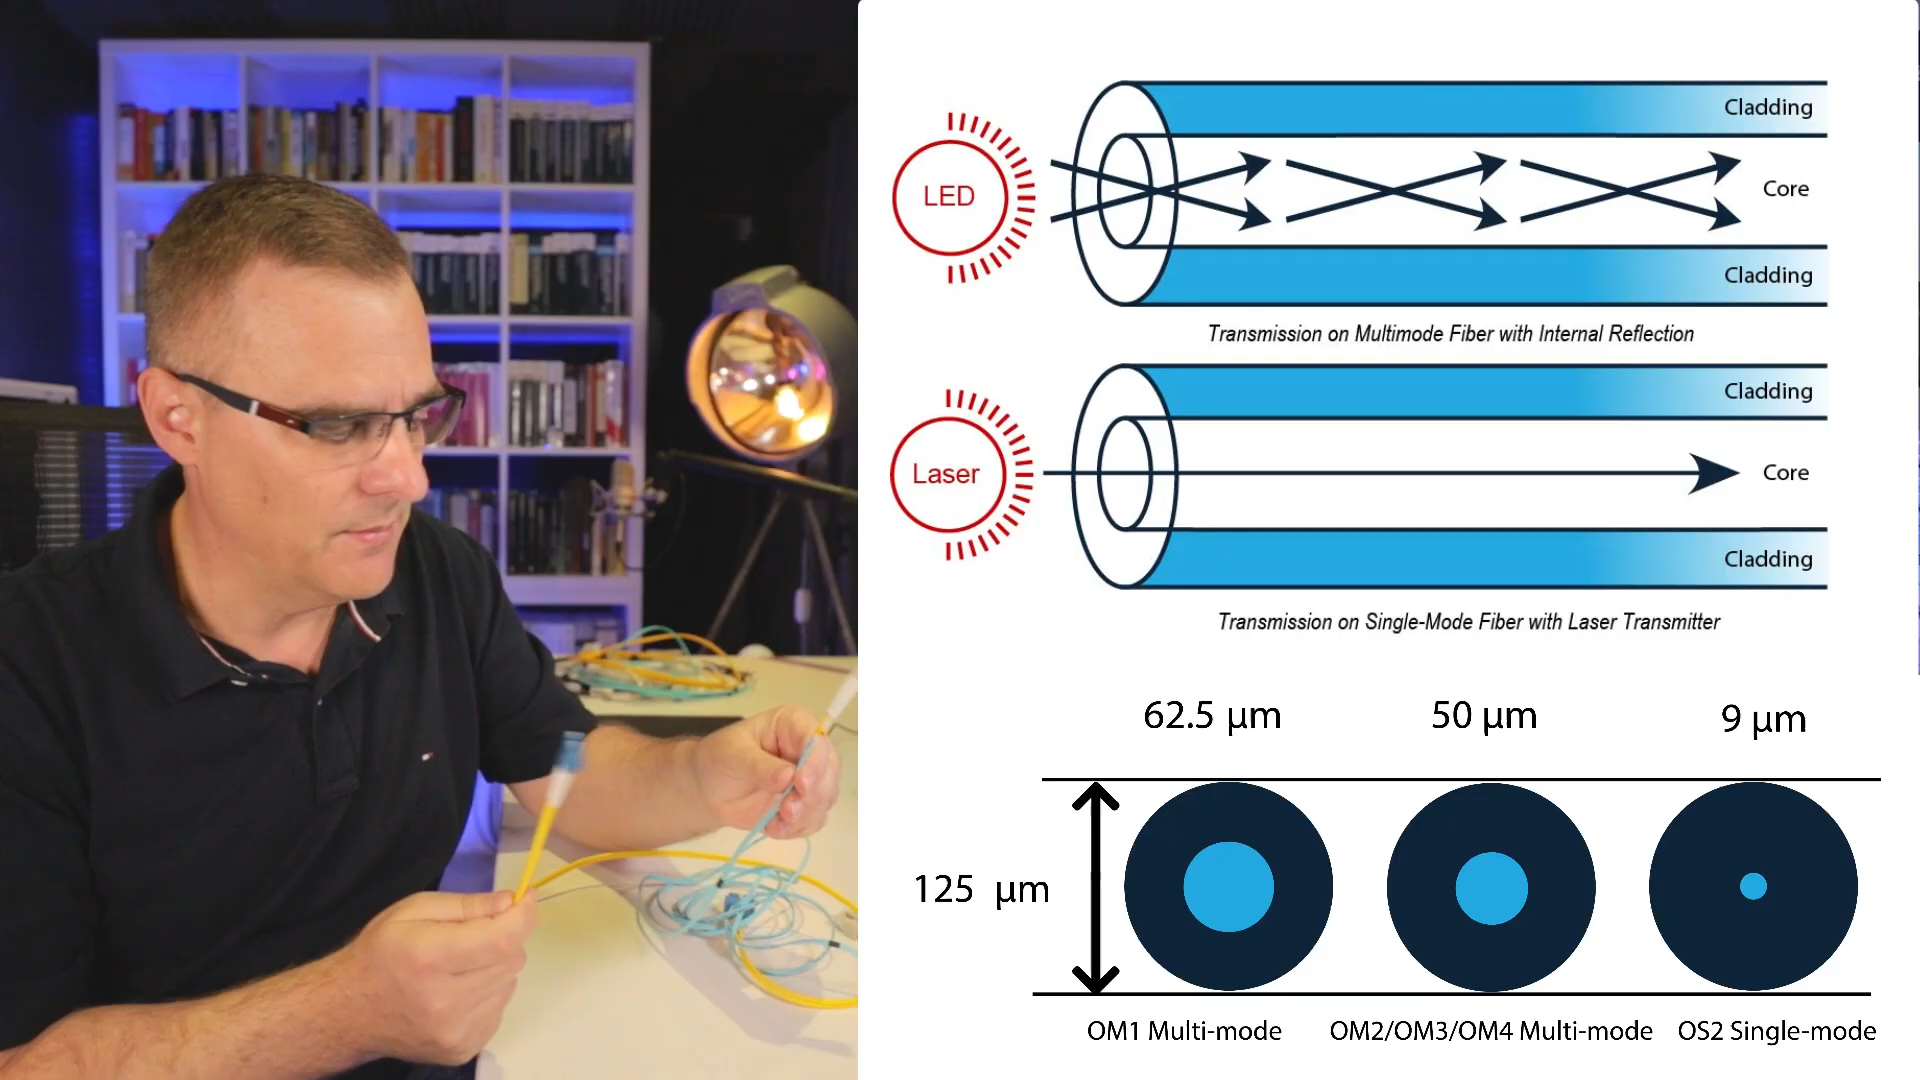 Cladding
LED
Core
Cladding
Transmission on Multimode Fiber with Internal Reflection
Cladding
Laser
Core
Cladding
Transmission on Single-Mode Fiber with Laser Transmitter
62.5 µm 50 µm 9 µm
125 µm
OM1 Multi-mode OM2/OM3/OM4 Multi-mode OS2 Single-mode